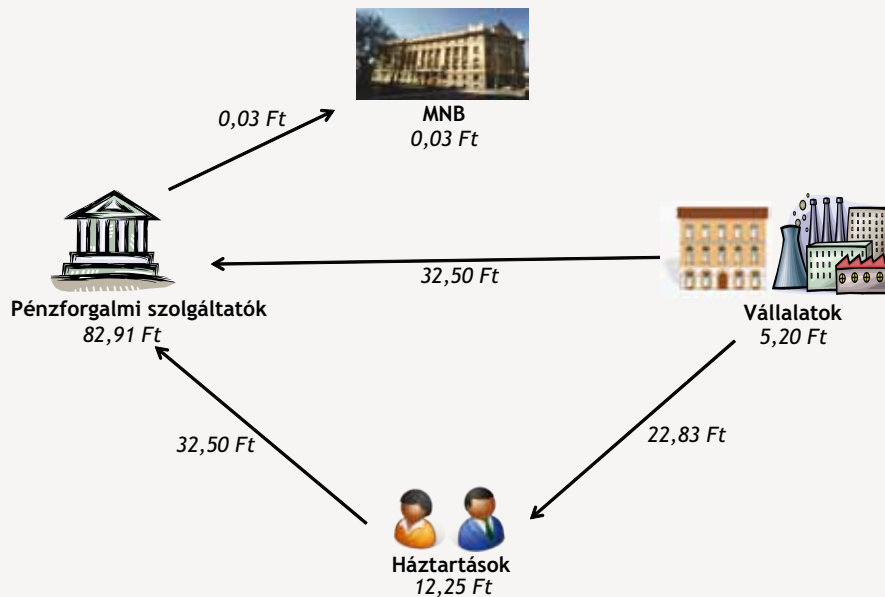 0,03 Ft
MNB
0,03 Ft
32,50 Ft
Pénzforgalmi szolgáltatók
82,91 Ft
Vállalatok
5,20 Ft
32,50 Ft
22,83 Ft
Háztartások
12,25 Ft